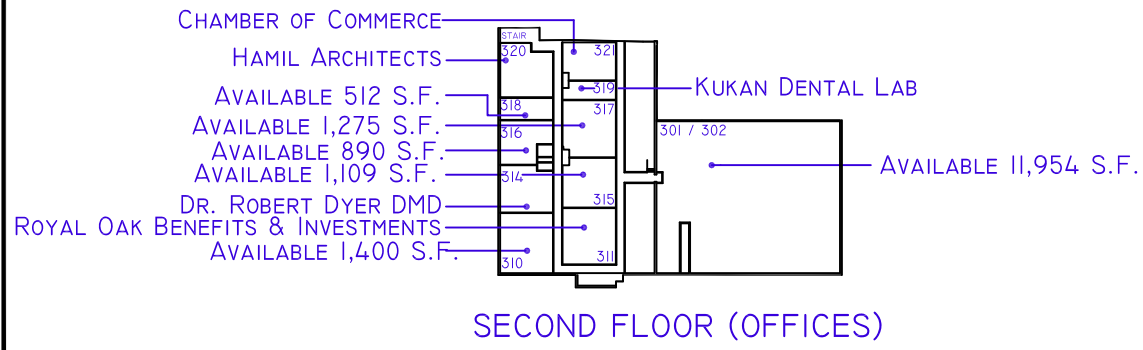 CHAMBER OF COMMERCE
HAMIL ARCHITECTS
AVAILABLE 512 S.F.
AVAILABLE 1,275 S.F.
AVAILABLE 890 S.F.
AVAILABLE 1,109 S.F.
DR. ROBERT DYER DMD
ROYAL OAK BENEFITS & INVESTMENTS
AVAILABLE 1,400 S.F.
STAIR
320
318
316
314
310
321
319
317
315
311
KUKAN DENTAL LAB
301 / 302
AVAILABLE 11,954 S.F.
SECOND FLOOR (OFFICES)